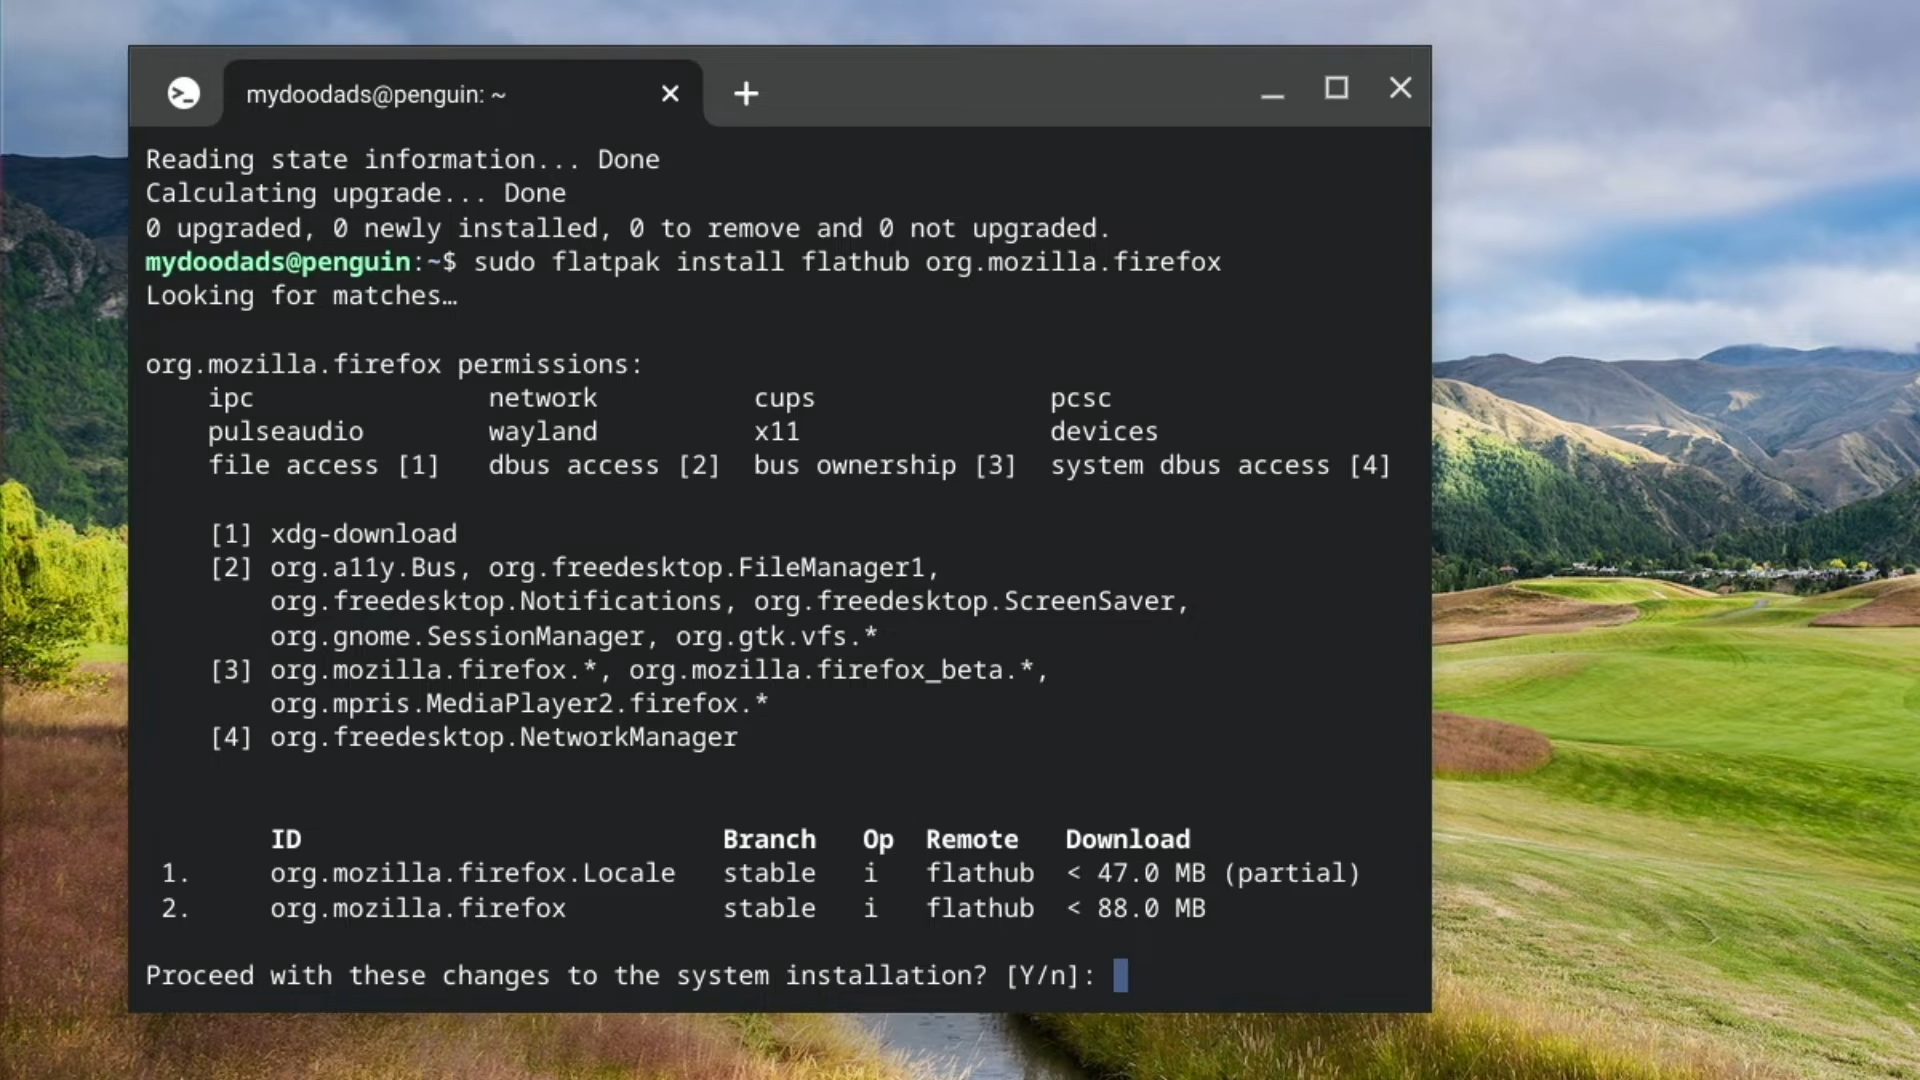 mydoodads@penguin: ~
Reading state information... Done
Calculating upgrade... Done
0 upgraded, 0 newly installed, 0 to remove and 0 not upgraded.
mydoodads@penguin:~$ sudo flatpak install flathub org.mozilla.firefox
Looking for matches…
org.mozilla.firefox permissions:
ipc network cups pcsc
pulseaudio wayland x11 devices
file access [1] dbus access [2] bus ownership [3] system dbus access [4]
[1] xdg-download
[2] org.a11y.Bus, org.freedesktop.FileManager1,
org.freedesktop.Notifications, org.freedesktop.ScreenSaver,
org.gnome.SessionManager, org.gtk.vfs.*
[3] org.mozilla.firefox.*, org.mozilla.firefox_beta.*,
org.mpris.MediaPlayer2.firefox.*
[4] org.freedesktop.NetworkManager
ID Branch Op Remote Download
1. org.mozilla.firefox.Locale stable i flathub < 47.0 MB (partial)
2. org.mozilla.firefox stable i flathub < 88.0 MB
Proceed with these changes to the system installation? [Y/n]: